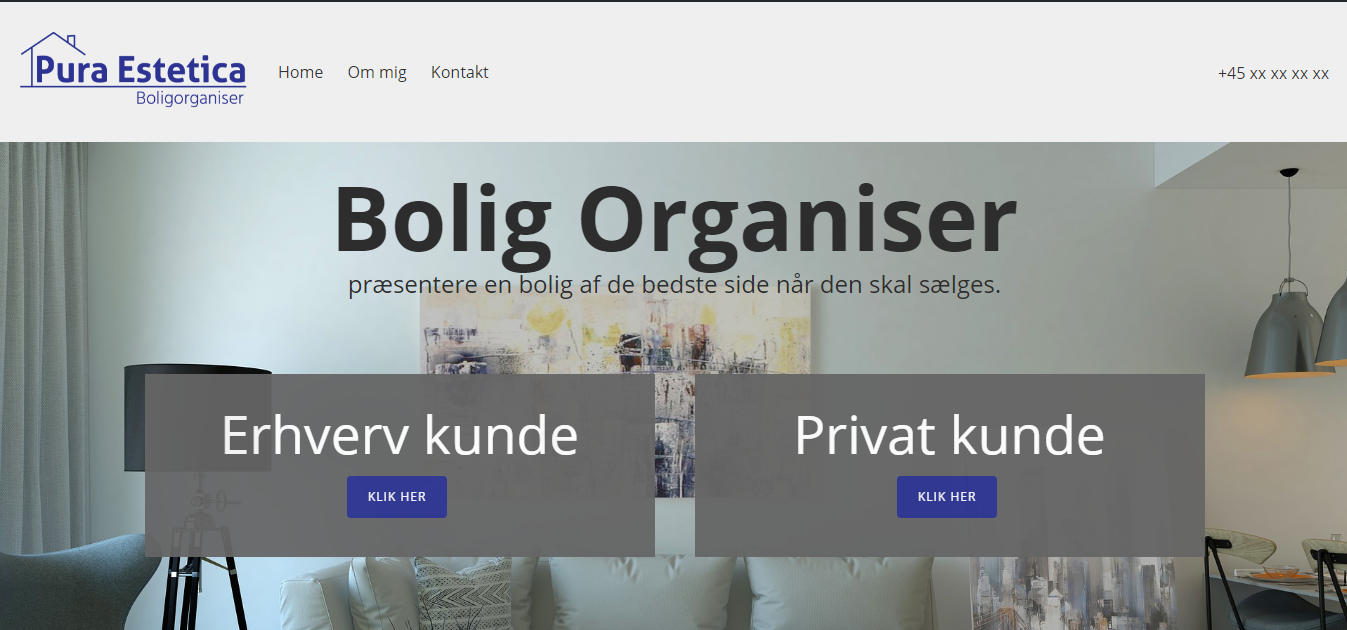 Pura Estetica
Boligorganiser
Home Om mig Kontakt
+45 xx xx xx xx
Bolig Organiser
præsentere en bolig af de bedste side når den skal sælges.
Erhverv kunde
KLIK HER
Privat kunde
KLIK HER